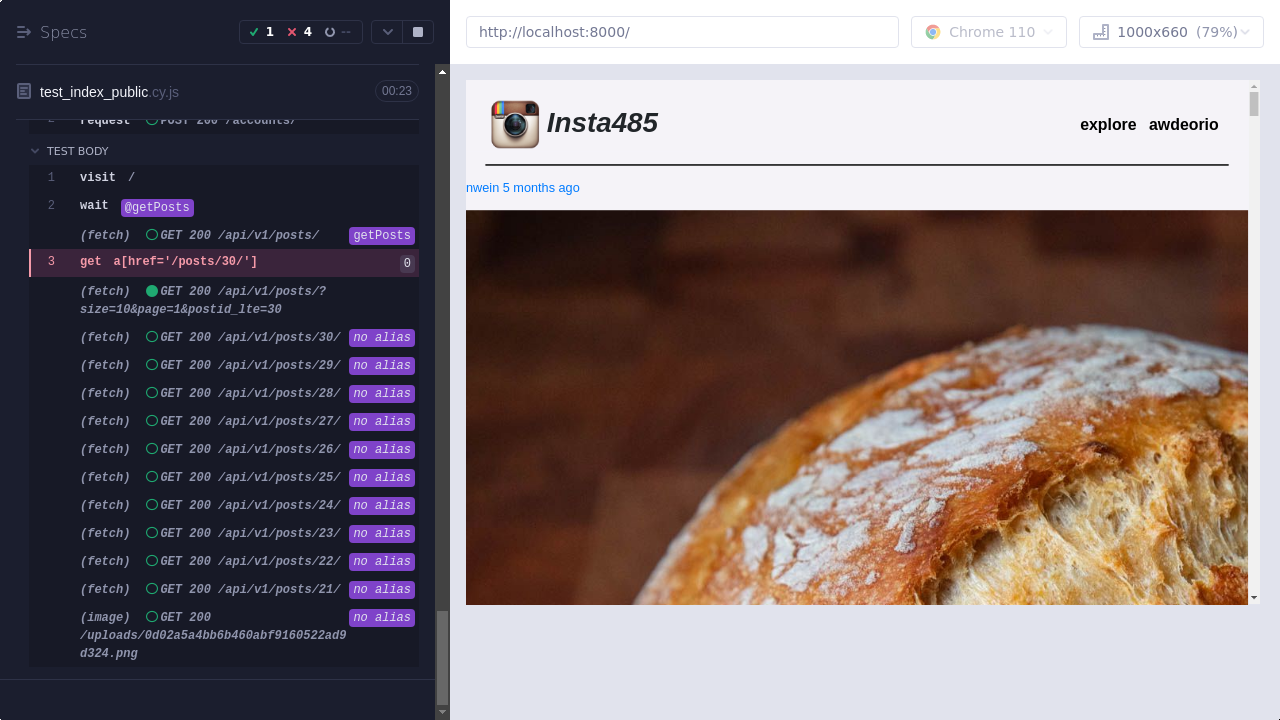 Specs
1 4 --
http://localhost:8000/
Chrome 110
1000x660 (79%)
test_index_public.cy.js
00:23
2 request POST 200 /accounts/
TEST BODY
1 visit /
2 wait @getPosts
(fetch) GET 200 /api/v1/posts/ getPosts
3 get a[href='/posts/30/'] 0
(fetch) GET 200 /api/v1/posts/?
size=10&page=1&postid_lte=30
(fetch) GET 200 /api/v1/posts/30/ no alias
(fetch) GET 200 /api/v1/posts/29/ no alias
(fetch) GET 200 /api/v1/posts/28/ no alias
(fetch) GET 200 /api/v1/posts/27/ no alias
(fetch) GET 200 /api/v1/posts/26/ no alias
(fetch) GET 200 /api/v1/posts/25/ no alias
(fetch) GET 200 /api/v1/posts/24/ no alias
(fetch) GET 200 /api/v1/posts/23/ no alias
(fetch) GET 200 /api/v1/posts/22/ no alias
(fetch) GET 200 /api/v1/posts/21/ no alias
(image) GET 200 no alias
/uploads/0d02a5a4bb6b460abf9160522ad9
d324.png
Insta485
explore awdeorio
nwein 5 months ago